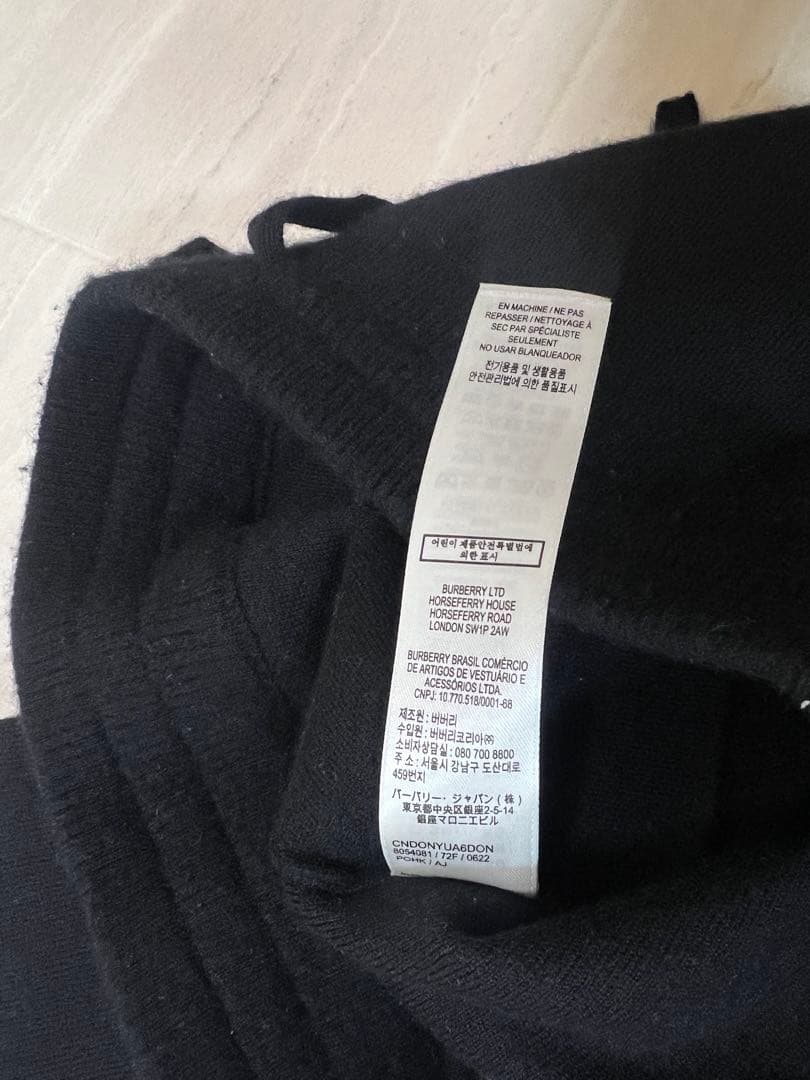 EN MACHINE / NE PAS
REPASSER / NETTOYAGE À
SEC PAR SPÉCIALISTE
SEULEMENT
NO USAR BLANQUEADOR
전기용품 및 생활용품
안전관리법에 의한 품질표시
어린이 제품안전특별법에
의한 표시
BURBERRY LTD
HORSEFERRY HOUSE
HORSEFERRY ROAD
LONDON SW1P 2AW
BURBERRY BRASIL COMÉRCIO
DE ARTIGOS DE VESTUÁRIO E
ACESSÓRIOS LTDA.
CNPJ: 10.770.518/0001-68
제조원 : 버버리
수입원 : 버버리코리아㈜
소비자상담실 : 080 700 8800
주 소 : 서울시 강남구 도산대로
459번지
バーバリー・ジャパン ( 株 )
東京都中央区銀座2-5-14
銀座マロニエビル
CNDONYUA6DON
8054081 / 72F / 0622
POHK / AJ